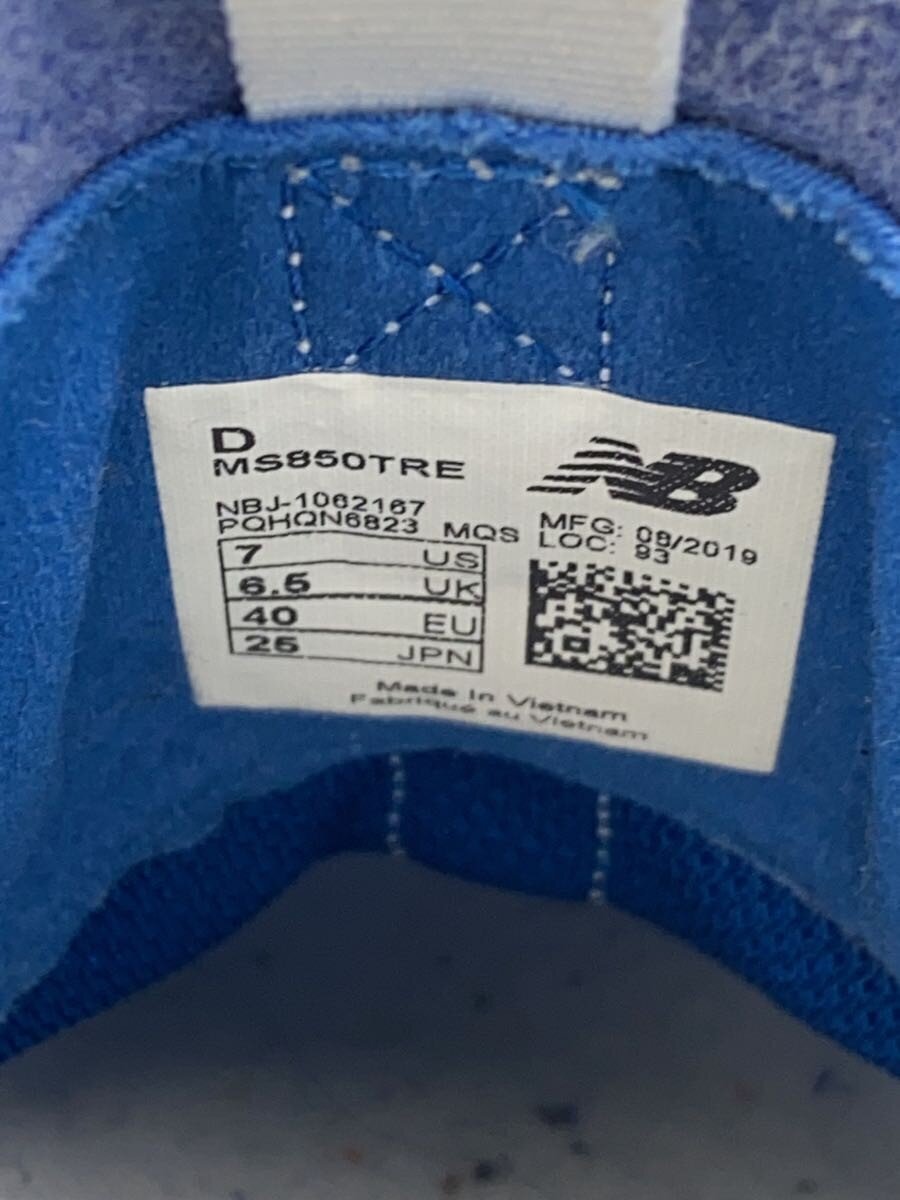 D
MS850TRE
NBJ-1062167
PQHQN6823 MQS
7 US
6.5 UK
40 EU
25 JPN
NB
MFG: 08/2019
LOC: 93
Made in Vietnam
Fabriqué au Vietnam